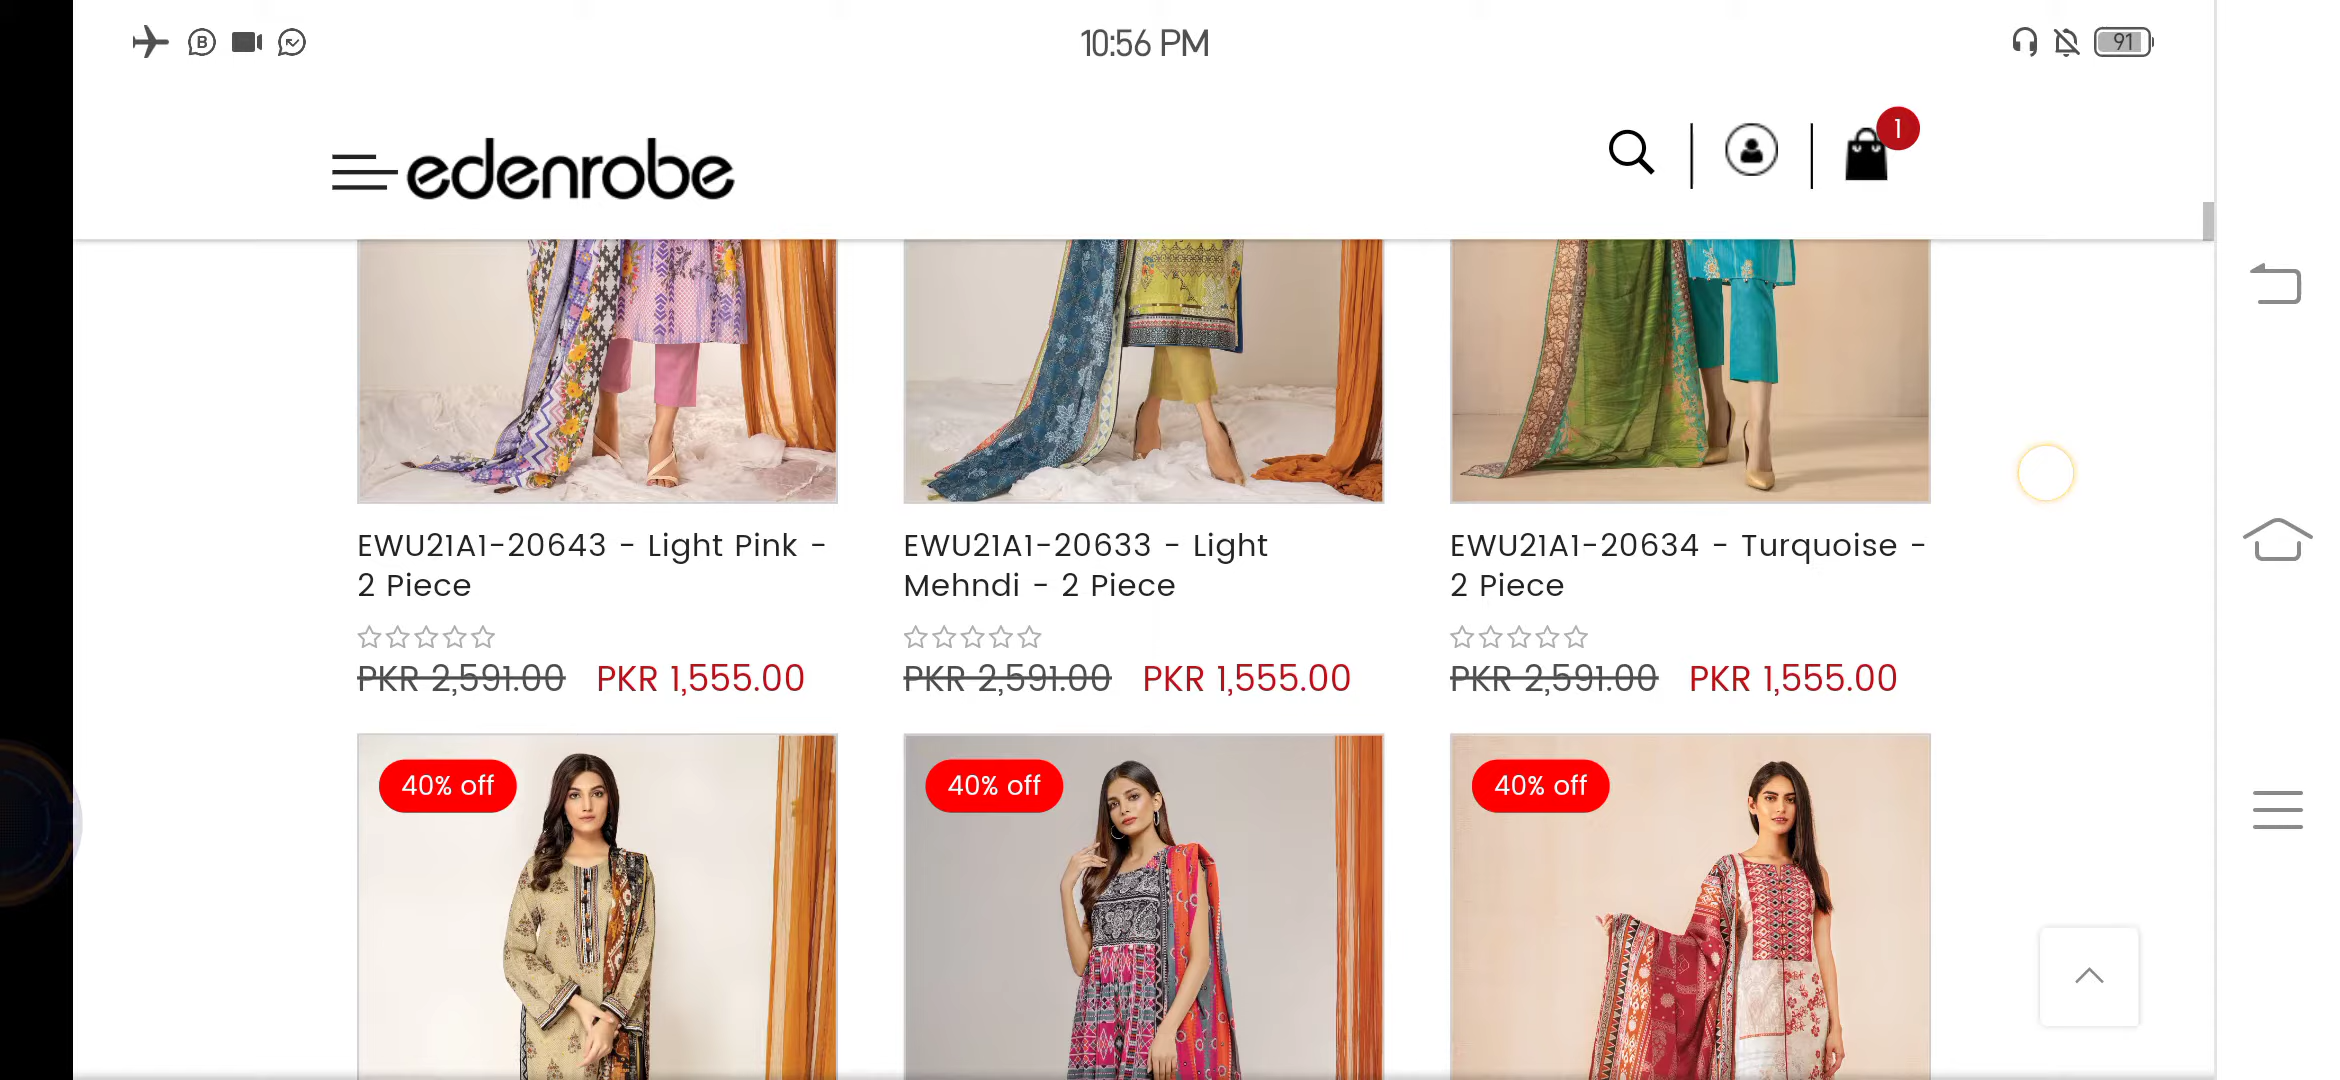 10:56 PM
91
edenrobe
1
EWU21A1-20643 - Light Pink -
2 Piece
PKR 2,591.00 PKR 1,555.00
EWU21A1-20633 - Light
Mehndi - 2 Piece
PKR 2,591.00 PKR 1,555.00
EWU21A1-20634 - Turquoise -
2 Piece
PKR 2,591.00 PKR 1,555.00
40% off
40% off
40% off